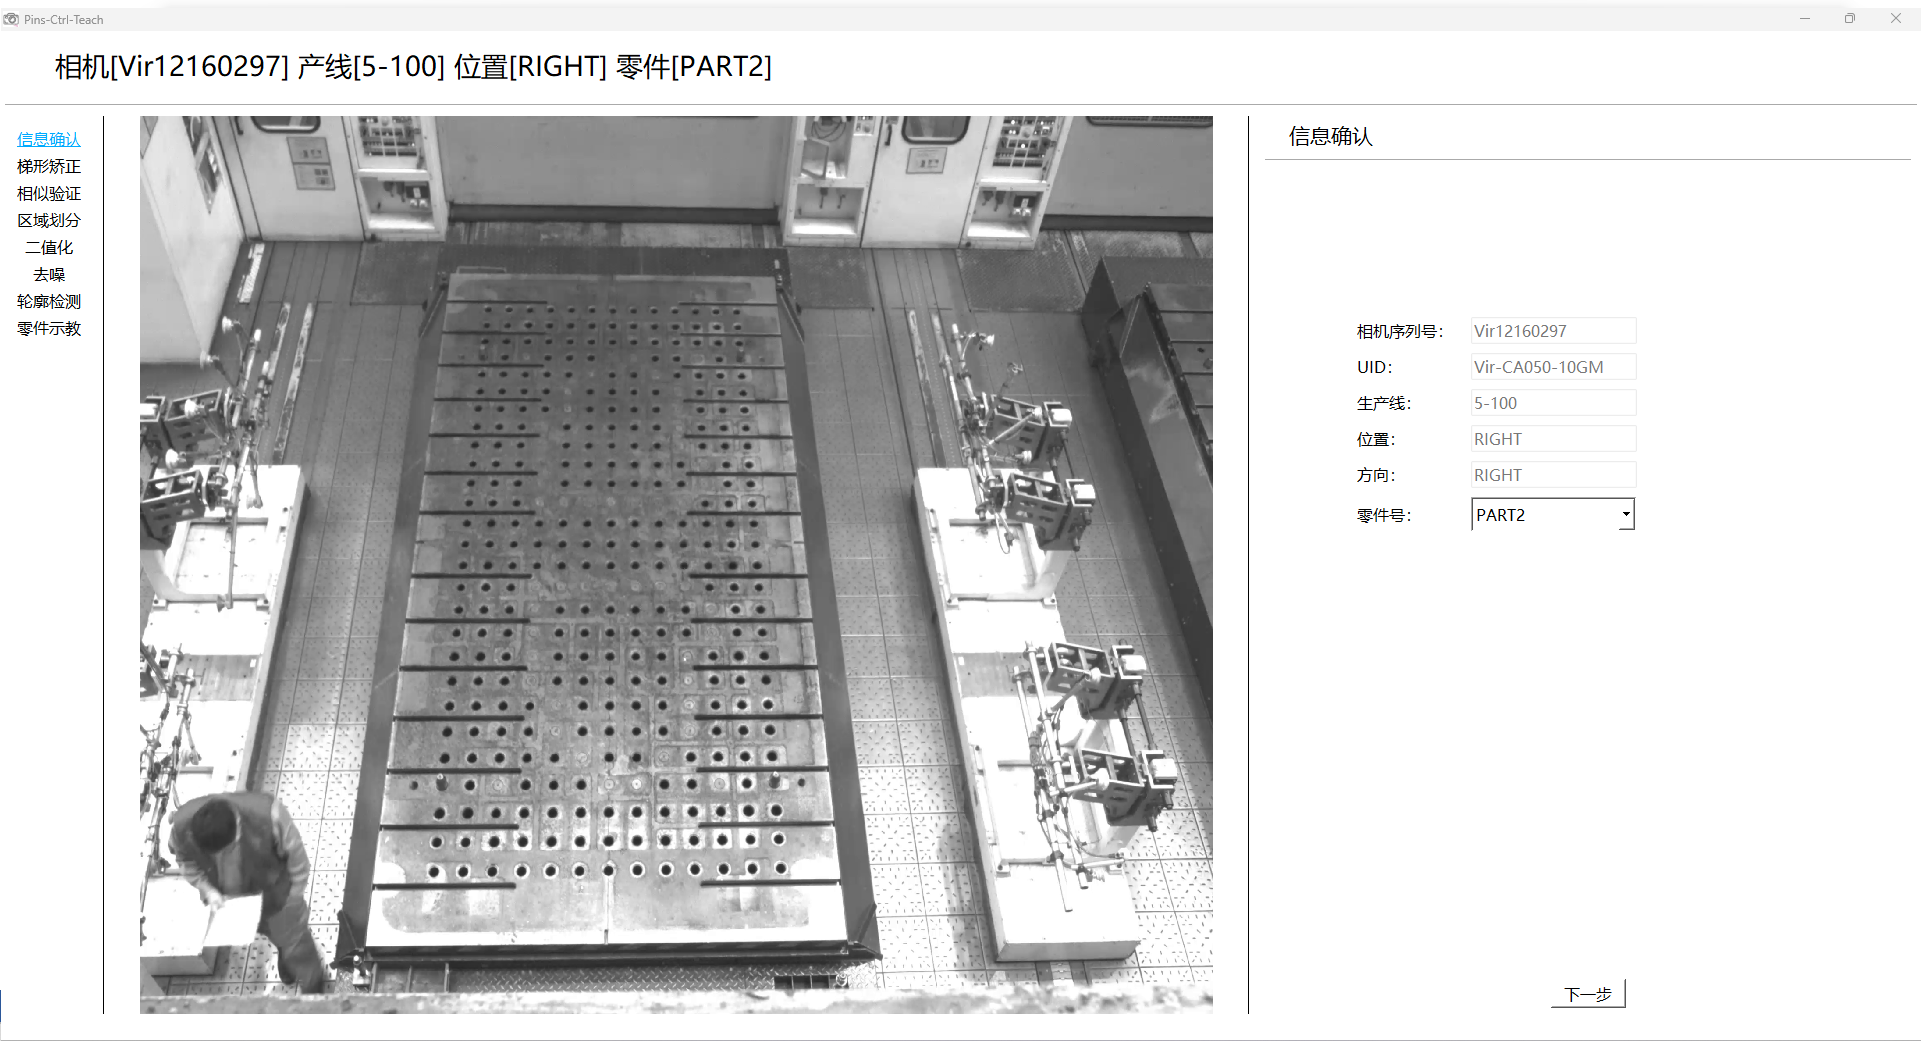 Pins-Ctrl-Teach
相机[Vir12160297] 产线[5-100] 位置[RIGHT] 零件[PART2]
信息确认
梯形矫正
相似验证
区域划分
二值化
去噪
轮廓检测
零件示教
信息确认
相机序列号: Vir12160297
UID: Vir-CA050-10GM
生产线: 5-100
位置: RIGHT
方向: RIGHT
零件号: PART2
下一步